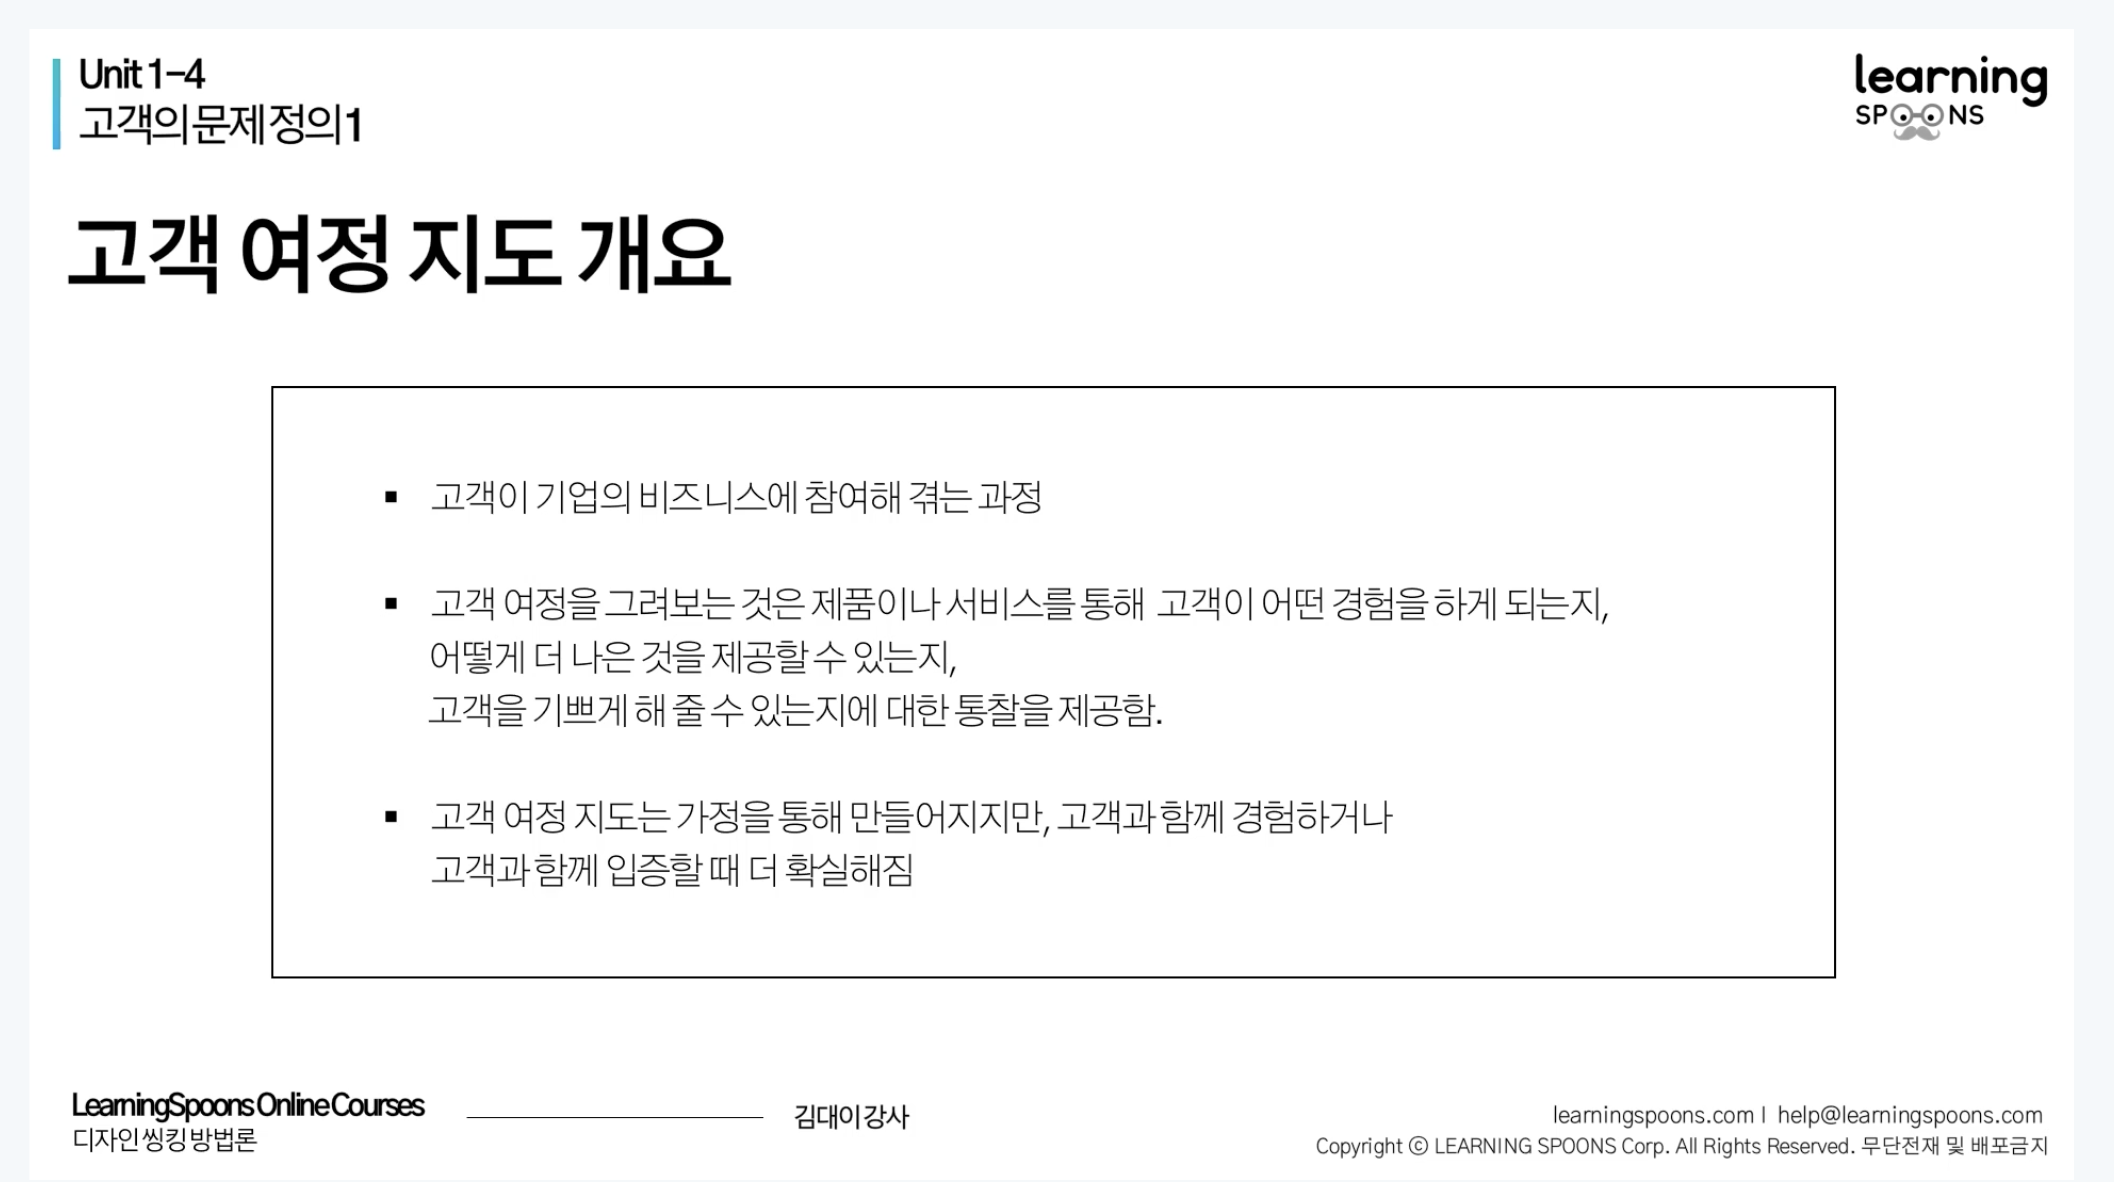 Unit 1-4
고객의 문제 정의 1
learning
SPOONS
고객 여정 지도 개요
▪ 고객이 기업의 비즈니스에 참여해 겪는 과정
▪ 고객 여정을 그려보는 것은 제품이나 서비스를 통해 고객이 어떤 경험을 하게 되는지,
어떻게 더 나은 것을 제공할 수 있는지,
고객을 기쁘게 해 줄 수 있는지에 대한 통찰을 제공함.
▪ 고객 여정 지도는 가정을 통해 만들어지지만, 고객과 함께 경험하거나
고객과 함께 입증할 때 더 확실해짐
LearningSpoons Online Courses
디자인 씽킹 방법론
김대이 강사
learningspoons.com | help@learningspoons.com
Copyright ⓒ LEARNING SPOONS Corp. All Rights Reserved. 무단전재 및 배포금지